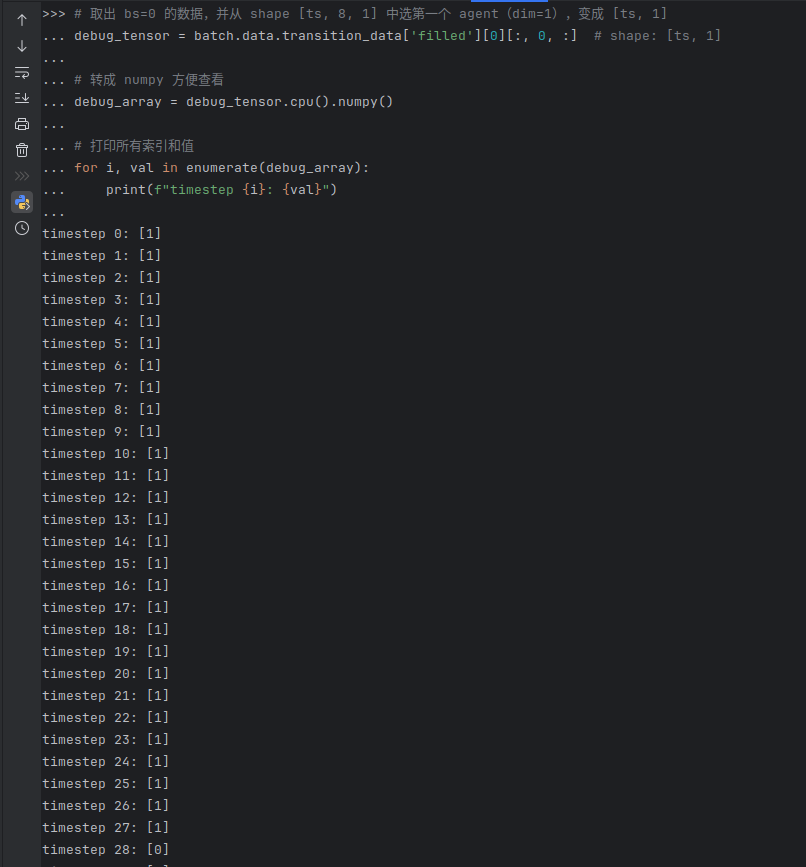 >>> # 取出 bs=0 的数据，并从 shape [ts, 8, 1] 中选第一个 agent（dim=1），变成 [ts, 1]
... debug_tensor = batch.data.transition_data['filled'][0][:, 0, :]  # shape: [ts, 1]
...
... # 转成 numpy 方便查看
... debug_array = debug_tensor.cpu().numpy()
...
... # 打印所有索引和值
... for i, val in enumerate(debug_array):
...     print(f"timestep {i}: {val}")
...
timestep 0: [1]
timestep 1: [1]
timestep 2: [1]
timestep 3: [1]
timestep 4: [1]
timestep 5: [1]
timestep 6: [1]
timestep 7: [1]
timestep 8: [1]
timestep 9: [1]
timestep 10: [1]
timestep 11: [1]
timestep 12: [1]
timestep 13: [1]
timestep 14: [1]
timestep 15: [1]
timestep 16: [1]
timestep 17: [1]
timestep 18: [1]
timestep 19: [1]
timestep 20: [1]
timestep 21: [1]
timestep 22: [1]
timestep 23: [1]
timestep 24: [1]
timestep 25: [1]
timestep 26: [1]
timestep 27: [1]
timestep 28: [0]